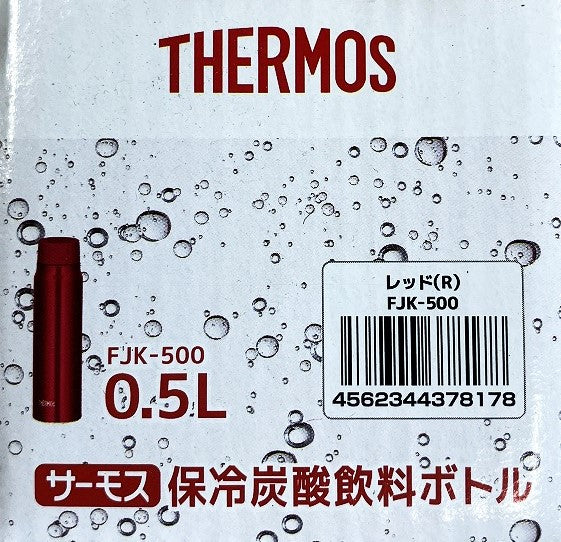 THERMOS
レッド(R)
FJK-500
4562344378178
FJK-500
0.5L
THERMOS
サーモス 保冷炭酸飲料ボトル